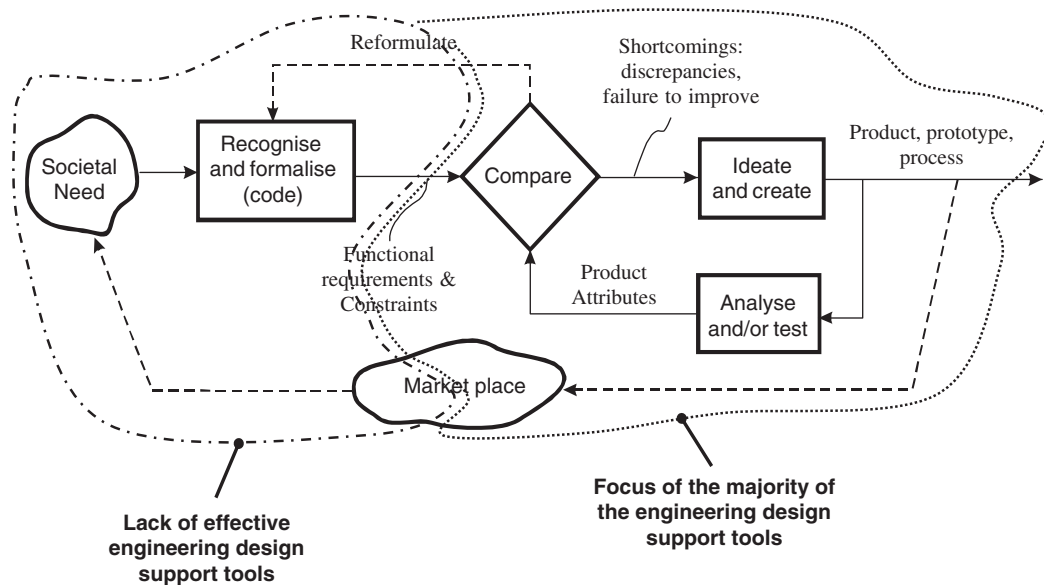 Reformulate
Shortcomings:
discrepancies,
failure to improve
Product, prototype,
process
Societal
Need
Recognise
and formalise
(code)
Compare
Ideate
and create
Functional
requirements &
Constraints
Product
Attributes
Analyse
and/or test
Market place
Lack of effective
engineering design
support tools
Focus of the majority of
the engineering design
support tools